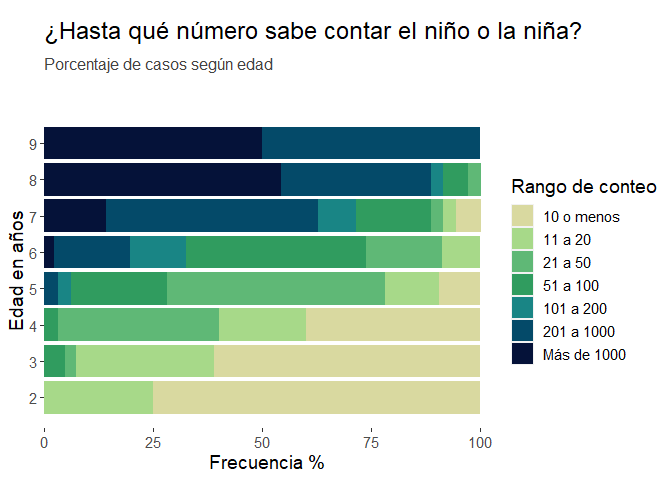 ¿Hasta qué número sabe contar el niño o la niña?
Porcentaje de casos según edad
Edad en años
9
8
7
6
5
4
3
2
0 25 50 75 100
Frecuencia %
Rango de conteo
10 o menos
11 a 20
21 a 50
51 a 100
101 a 200
201 a 1000
Más de 1000